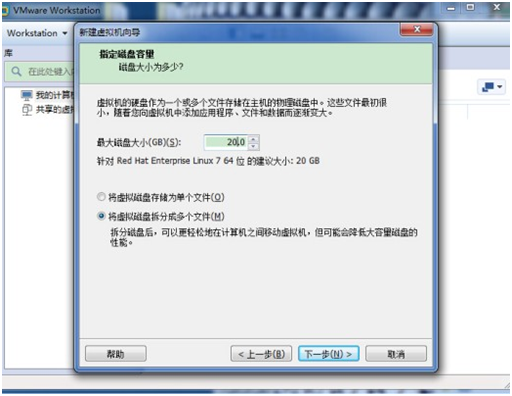 VMware Workstation
Workstation
新建虚拟机向导
库
指定磁盘容量
磁盘大小为多少?
在此处键入
我的计算机
共享的虚
虚拟机的硬盘作为一个或多个文件存储在主机的物理磁盘中。这些文件最初很
小，随着您向虚拟机中添加应用程序、文件和数据而逐渐变大。
最大磁盘大小(GB)(S):
20.0
针对 Red Hat Enterprise Linux 7 64 位 的建议大小: 20 GB
将虚拟磁盘存储为单个文件(O)
将虚拟磁盘拆分成多个文件(M)
拆分磁盘后，可以更轻松地在计算机之间移动虚拟机，但可能会降低大容量磁盘的
性能。
帮助
< 上一步(B)
下一步(N) >
取消